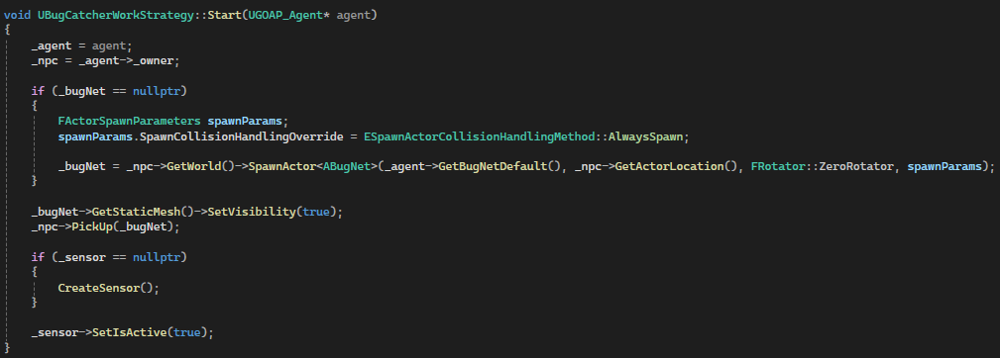 void UBugCatcherWorkStrategy::Start(UGOAP_Agent* agent)
{
    _agent = agent;
    _npc = _agent->_owner;

    if (_bugNet == nullptr)
    {
        FActorSpawnParameters spawnParams;
        spawnParams.SpawnCollisionHandlingOverride = ESpawnActorCollisionHandlingMethod::AlwaysSpawn;

        _bugNet = _npc->GetWorld()->SpawnActor<ABugNet>(_agent->GetBugNetDefault(), _npc->GetActorLocation(), FRotator::ZeroRotator, spawnParams);
    }

    _bugNet->GetStaticMesh()->SetVisibility(true);
    _npc->PickUp(_bugNet);

    if (_sensor == nullptr)
    {
        CreateSensor();
    }

    _sensor->SetIsActive(true);
}